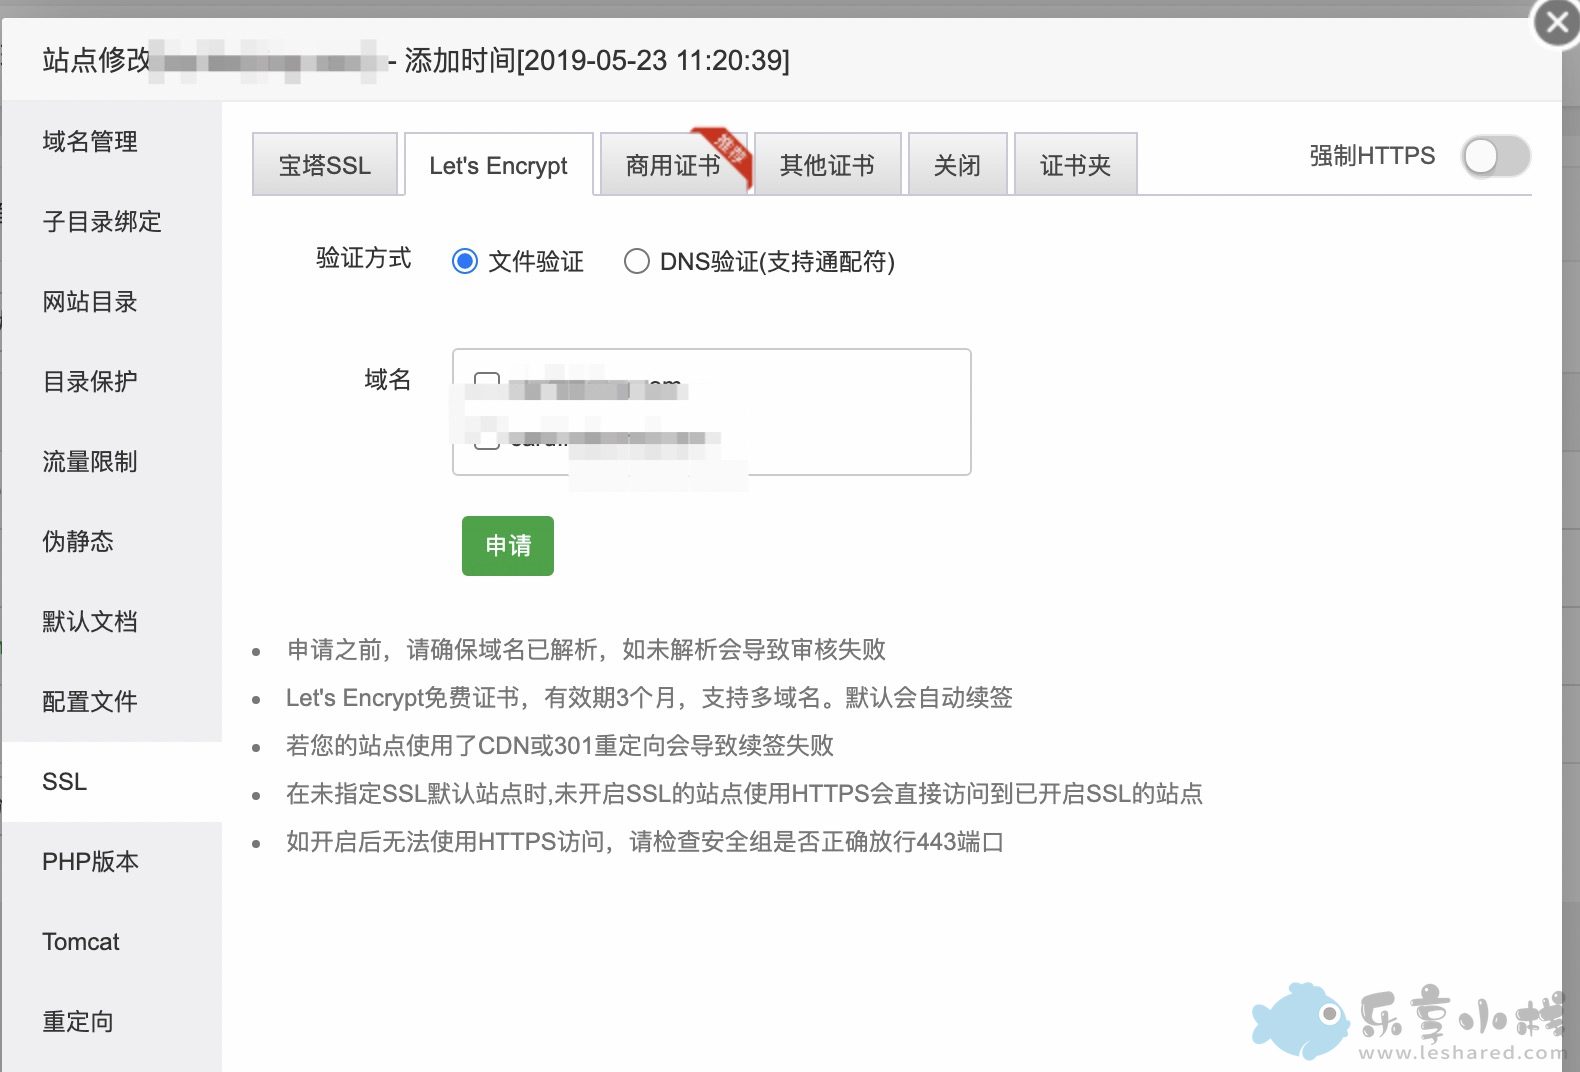 站点修改 - 添加时间[2019-05-23 11:20:39]
域名管理
子目录绑定
网站目录
目录保护
流量限制
伪静态
默认文档
配置文件
SSL
PHP版本
Tomcat
重定向
宝塔SSL
Let's Encrypt
商用证书
推荐
其他证书
关闭
证书夹
强制HTTPS
验证方式 文件验证 DNS验证(支持通配符)
域名
申请
申请之前，请确保域名已解析，如未解析会导致审核失败
Let's Encrypt免费证书，有效期3个月，支持多域名。默认会自动续签
若您的站点使用了CDN或301重定向会导致续签失败
在未指定SSL默认站点时,未开启SSL的站点使用HTTPS会直接访问到已开启SSL的站点
如开启后无法使用HTTPS访问，请检查安全组是否正确放行443端口
乐享小栈
www.leshared.com